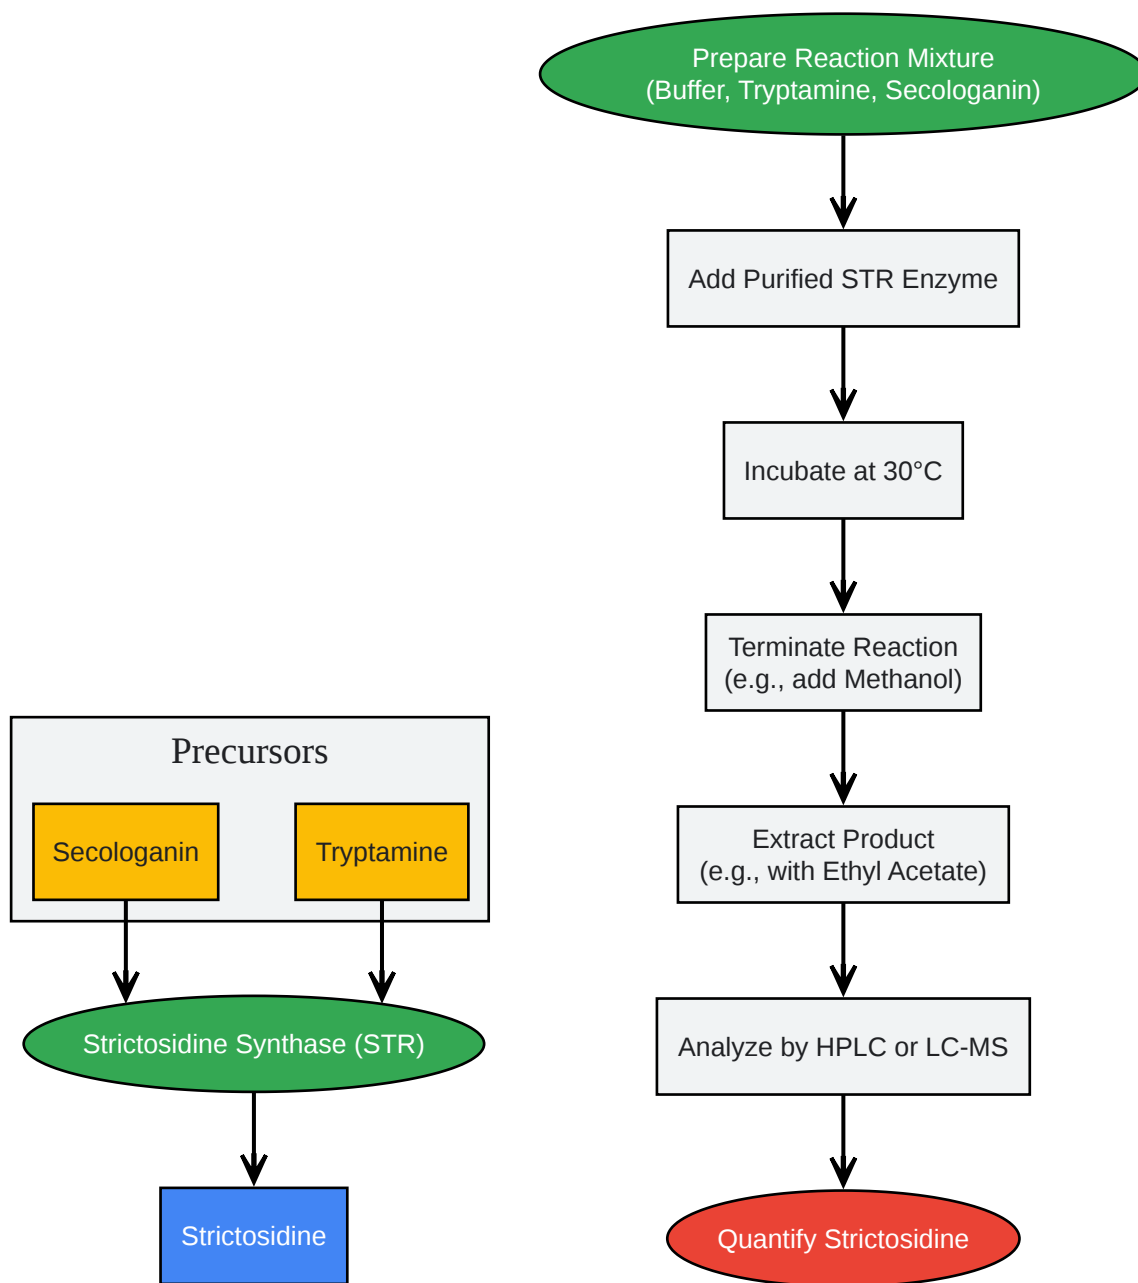 Prepare Reaction Mixture
(Buffer, Tryptamine, Secologanin)
Add Purified STR Enzyme
Incubate at 30°C
Terminate Reaction
(e.g., add Methanol)
Extract Product
(e.g., with Ethyl Acetate)
Analyze by HPLC or LC-MS
Quantify Strictosidine
Precursors
Secologanin
Tryptamine
Strictosidine Synthase (STR)
Strictosidine